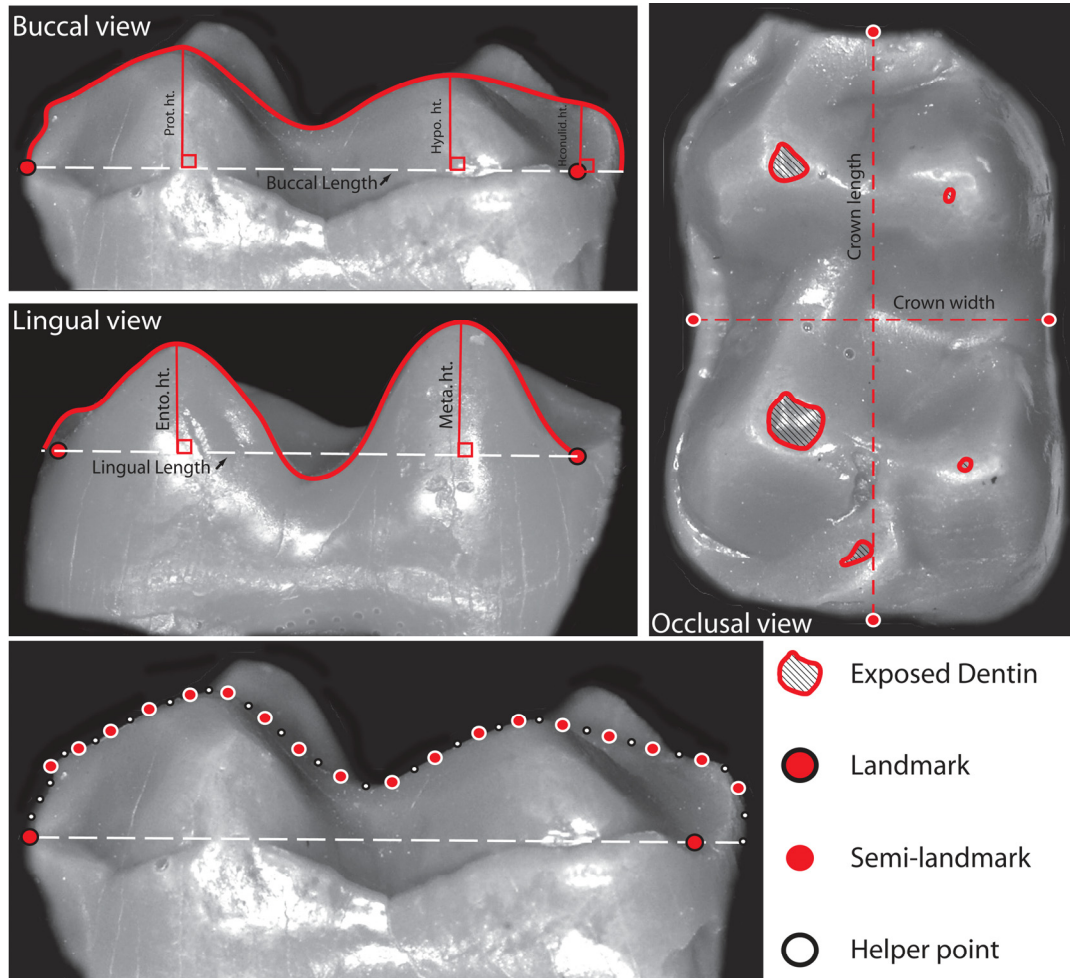 Buccal view
Prot. ht.
Hypo. ht.
Hconulid. ht.
Buccal Length
Lingual view
Ento. ht.
Meta. ht.
Lingual Length
Crown length
Crown width
Occlusal view
Exposed Dentin
Landmark
Semi-landmark
Helper point